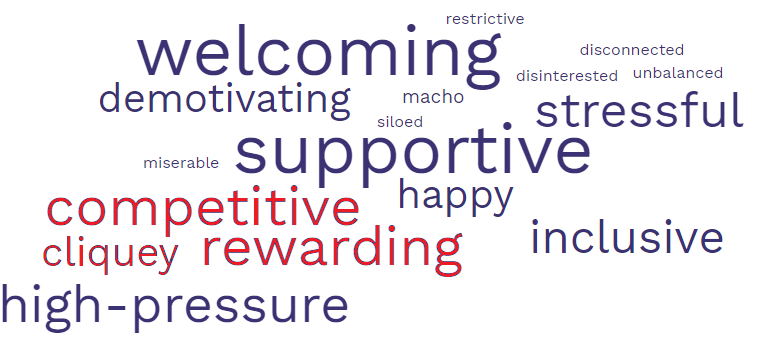 restrictive
welcoming
disconnected
disinterested
unbalanced
demotivating
macho
stressful
siloed
supportive
miserable
happy
competitive
inclusive
cliquey
rewarding
high-pressure